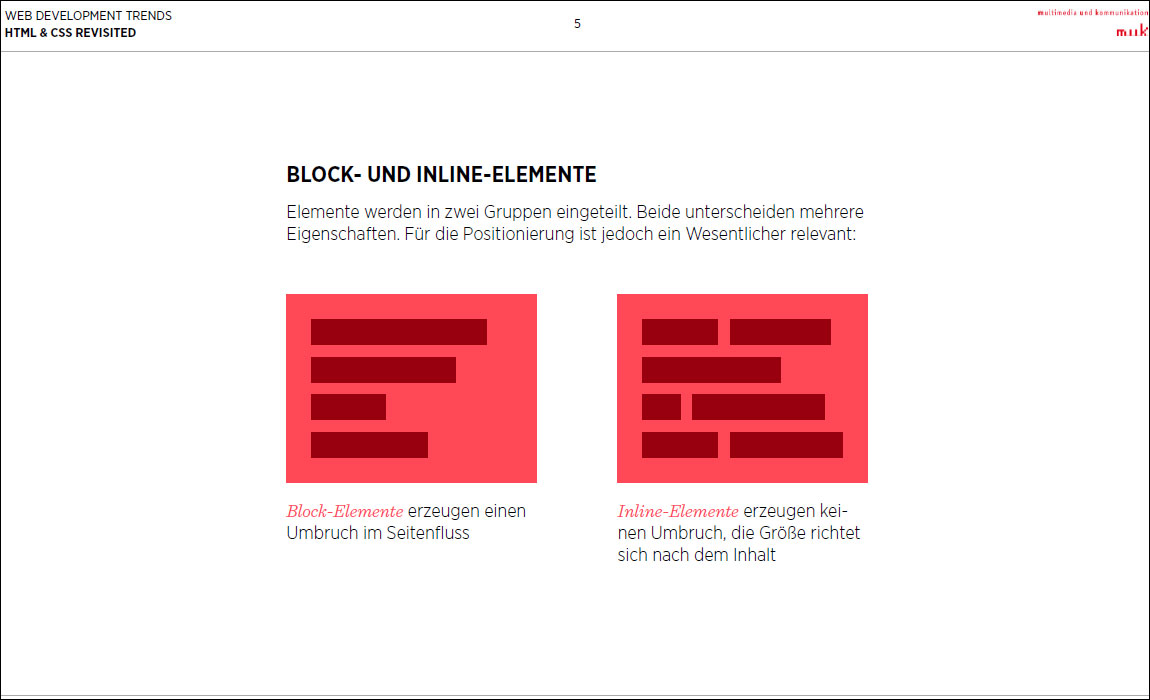 WEB DEVELOPMENT TRENDS
HTML & CSS REVISITED
5
multimedia und kommunikation
muk
BLOCK- UND INLINE-ELEMENTE
Elemente werden in zwei Gruppen eingeteilt. Beide unterscheiden mehrere
Eigenschaften. Für die Positionierung ist jedoch ein Wesentlicher relevant:
Block-Elemente erzeugen einen
Umbruch im Seitenfluss
Inline-Elemente erzeugen kei-
nen Umbruch, die Größe richtet
sich nach dem Inhalt